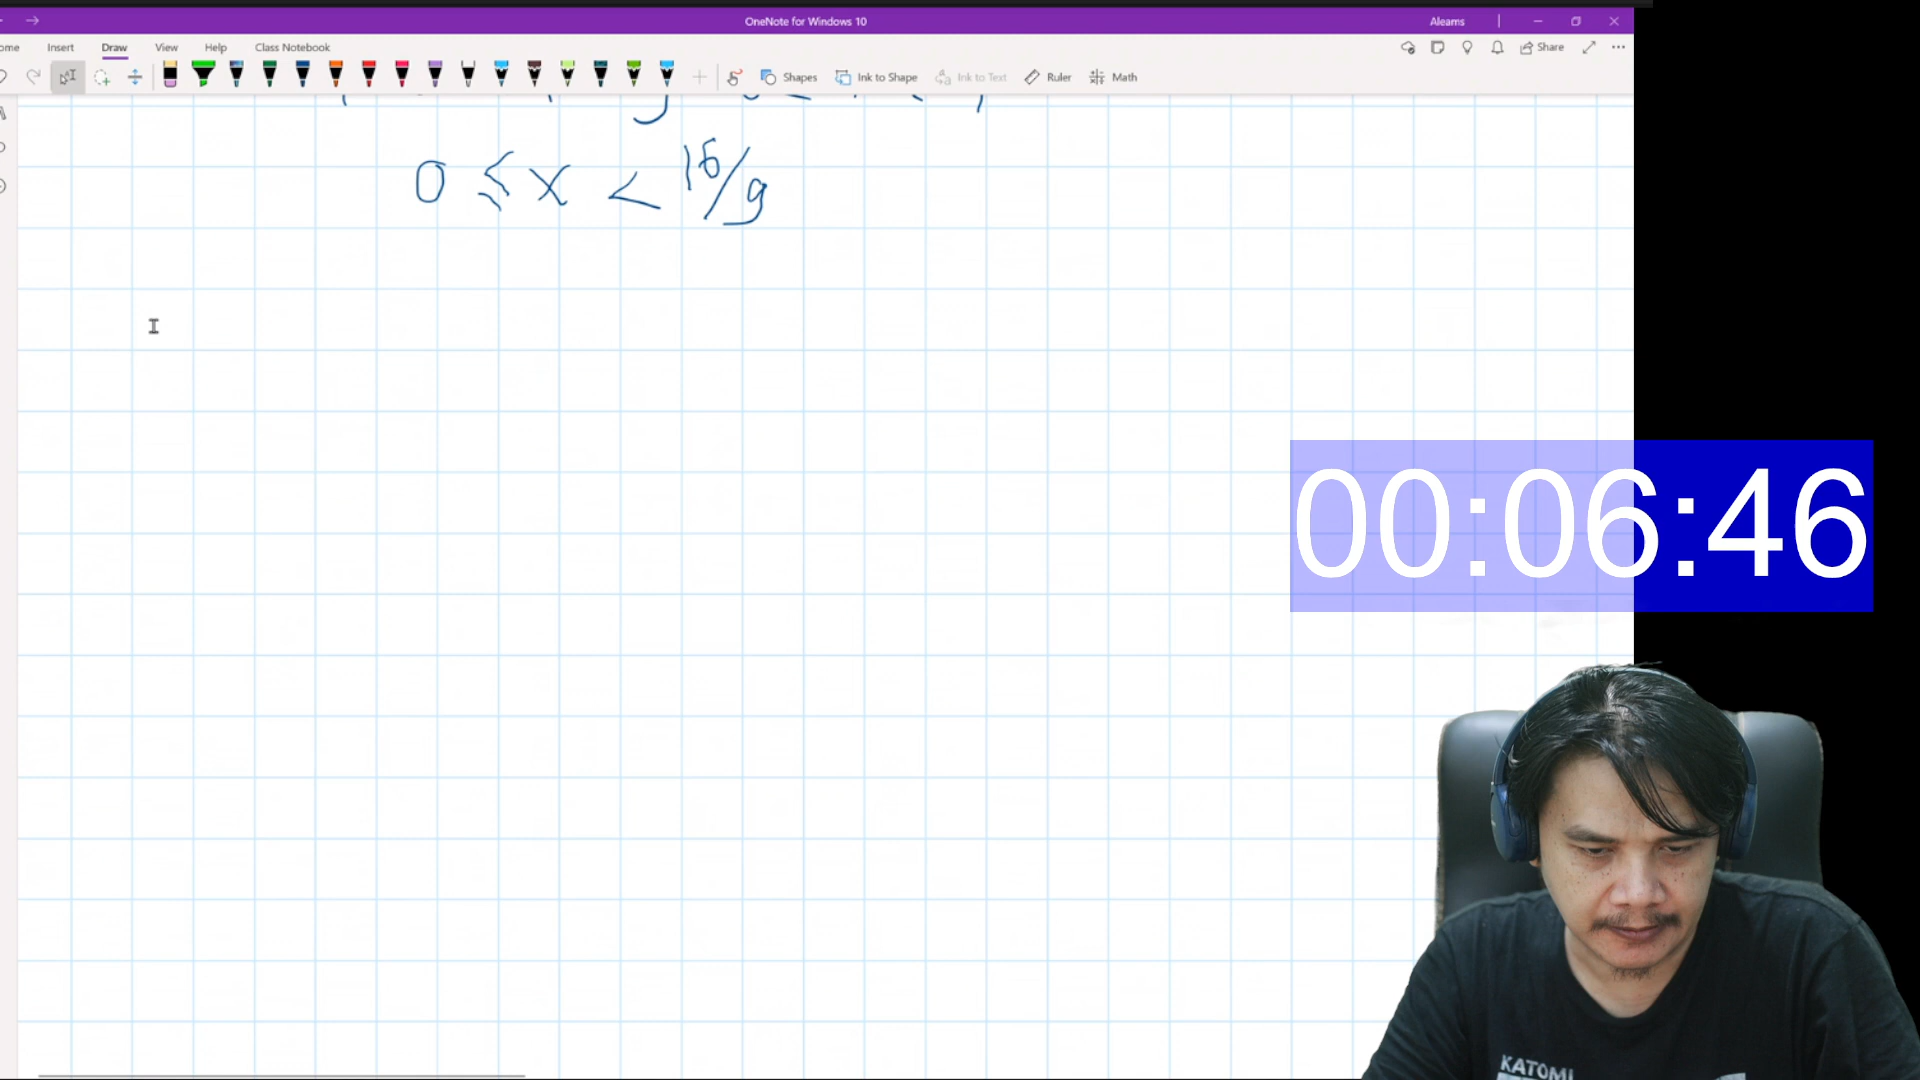 OneNote for Windows 10
Aleams
Insert
Draw
View
Help
Class Notebook
Share
Shapes
Ink to Shape
Ink to Text
Ruler
Math
0 ≤ x < 16/9
00:06:46
KATOMI